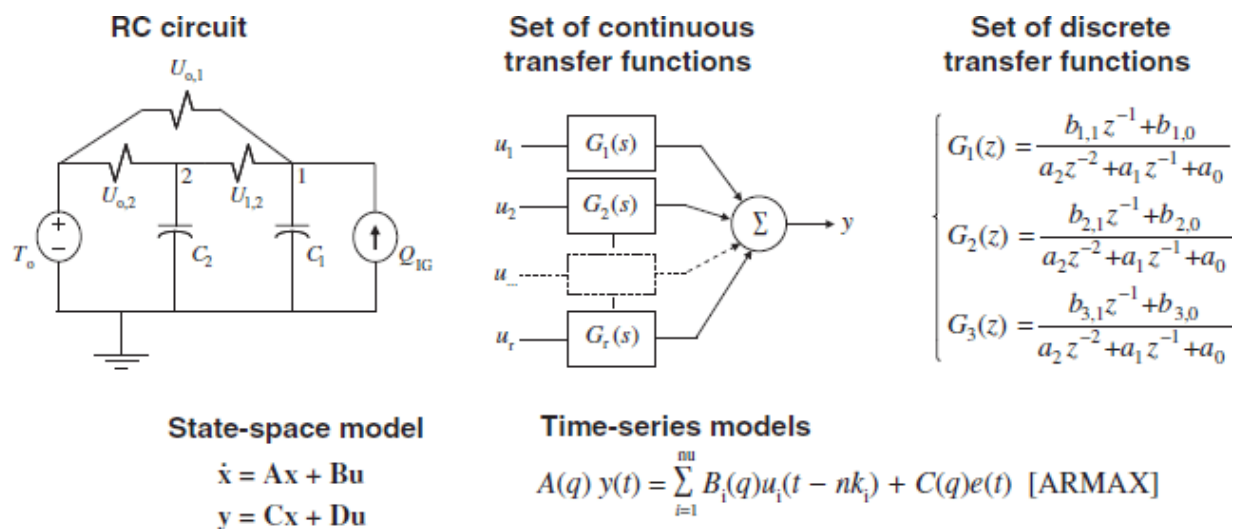 RC circuit
U_{o,1}
U_{o,2}
2
U_{1,2}
1
T_o
+
−
C_2
C_1
Q_{IG}
Set of continuous
transfer functions
u_1
G_1(s)
u_2
G_2(s)
u_{...}
u_r
G_r(s)
Σ
y
Set of discrete
transfer functions
G_1(z) = \frac{b_{1,1}z^{-1}+b_{1,0}}{a_2z^{-2}+a_1z^{-1}+a_0}
G_2(z) = \frac{b_{2,1}z^{-1}+b_{2,0}}{a_2z^{-2}+a_1z^{-1}+a_0}
G_3(z) = \frac{b_{3,1}z^{-1}+b_{3,0}}{a_2z^{-2}+a_1z^{-1}+a_0}
State-space model
ẋ = Ax + Bu
y = Cx + Du
Time-series models
A(q) y(t) = \sum_{i=1}^{nu} B_i(q)u_i(t − nk_i) + C(q)e(t) [ARMAX]